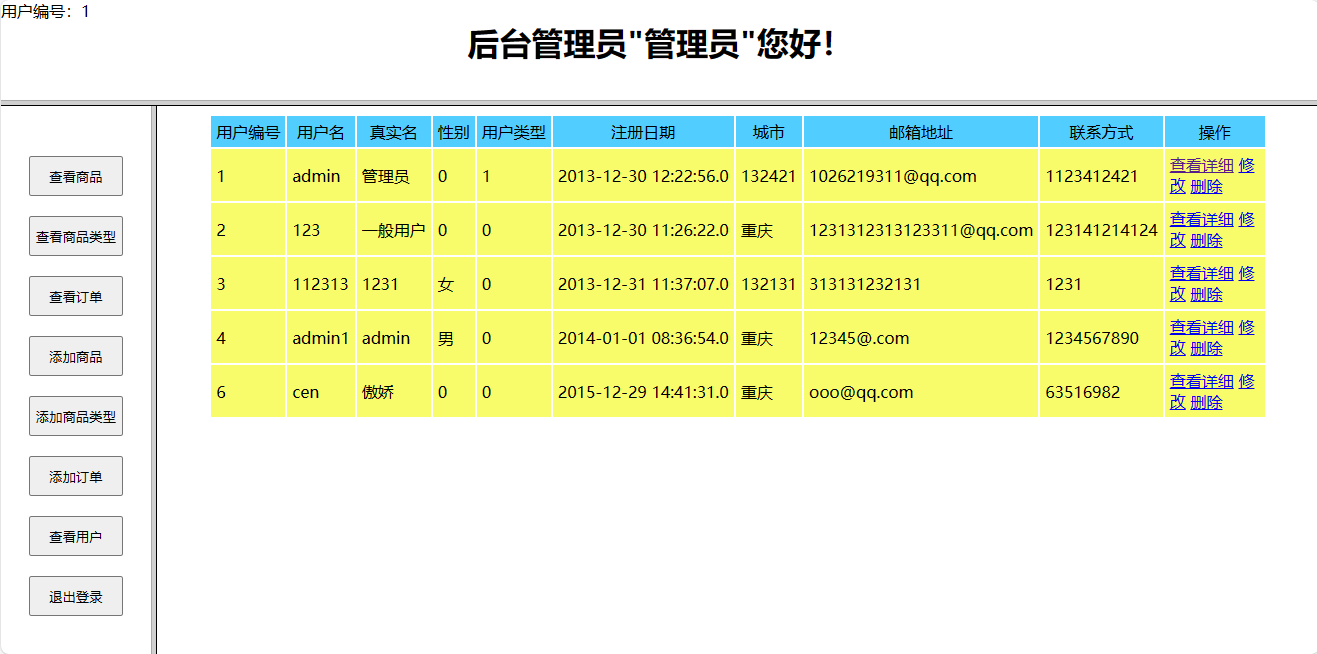 用户编号：1
后台管理员"管理员"您好！
查看商品
查看商品类型
查看订单
添加商品
添加商品类型
添加订单
查看用户
退出登录
用户编号 用户名 真实名 性别 用户类型 注册日期 城市 邮箱地址 联系方式 操作
1 admin 管理员 0 1 2013-12-30 12:22:56.0 132421 1026219311@qq.com 1123412421 查看详细 修
改 删除
2 123 一般用户 0 0 2013-12-30 11:26:22.0 重庆 1231312313123311@qq.com 123141214124 查看详细 修
改 删除
3 112313 1231 女 0 2013-12-31 11:37:07.0 132131 313131232131 1231 查看详细 修
改 删除
4 admin1 admin 男 0 2014-01-01 08:36:54.0 重庆 12345@.com 1234567890 查看详细 修
改 删除
6 cen 傲娇 0 0 2015-12-29 14:41:31.0 重庆 ooo@qq.com 63516982 查看详细 修
改 删除